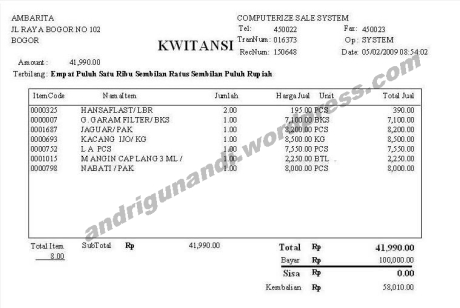 AMBARITA COMPUTERIZE SALE SYSTEM
JL RAYA BOGOR NO 102 Tel: 450022 Fax: 450023
BOGOR KWITANSI TranNum: 016373 Op.: SYSTEM
RecNum: 150648 Date: 05/02/2009 08:54:02
Amount: 41,990.00
Terbilang: Empat Puluh Satu Ribu Sembilan Ratus Sembilan Puluh Rupiah
ItemCode NamaItem Jumlah HargaJual Unit Total Jual
0000325 HANSAFLAST/LBR 2.00 195.00 PCS 390.00
0000007 G. GARAM FILTER/BKS 1.00 7,100.00 BKS 7,100.00
0001687 JAGUAR/PAK 1.00 8,200.00 PCS 8,200.00
0000693 KACANG IJO/KG 1.00 8,500.00 KG 8,500.00
0000752 L A PCS 1.00 7,550.00 PCS 7,550.00
0001015 M ANGIN CAP LANG 3 ML / 1.00 2,250.00 BTL . 2,250.00
0000798 NABATI/PAK 1.00 8,000.00 PCS 8,000.00
andrigunandi.wordpress.com
Total Item SubTotal Rp 41,990.00 Total Rp 41,990.00
8.00 Bayar Rp 100,000.00
Sisa Rp 0.00
Kembalian Rp 58,010.00